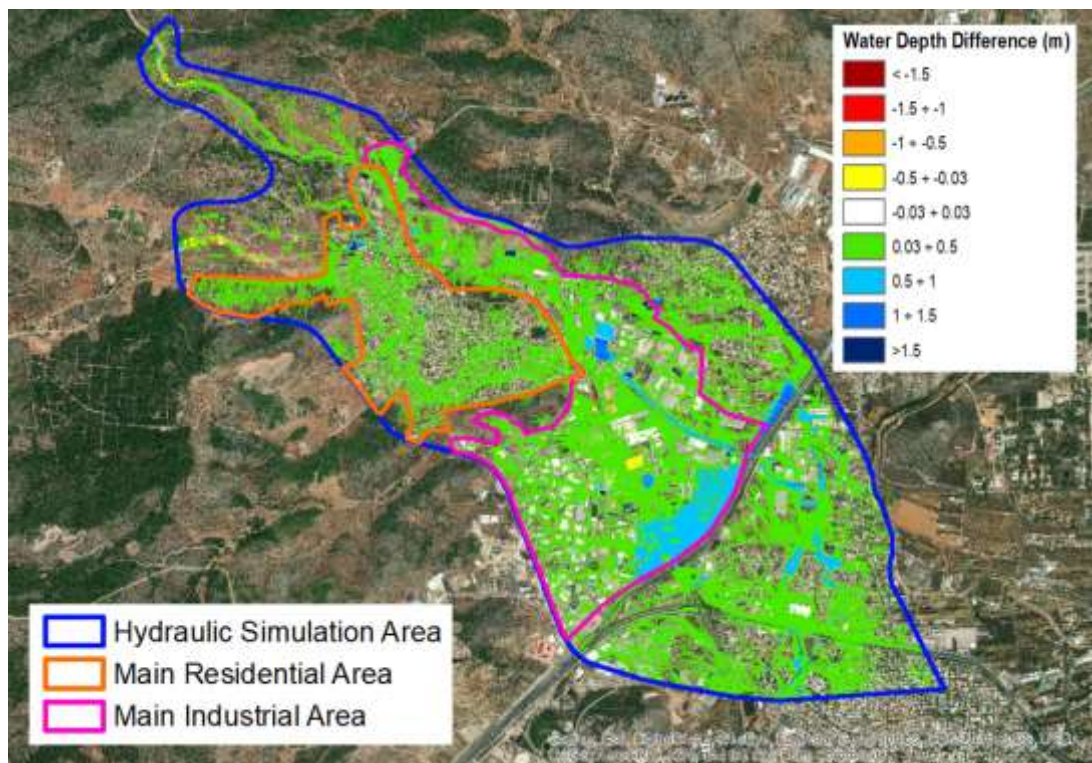 Water Depth Difference (m)
< -1.5
-1.5 ÷ -1
-1 ÷ -0.5
-0.5 ÷ -0.03
-0.03 ÷ 0.03
0.03 ÷ 0.5
0.5 ÷ 1
1 ÷ 1.5
>1.5
Hydraulic Simulation Area
Main Residential Area
Main Industrial Area